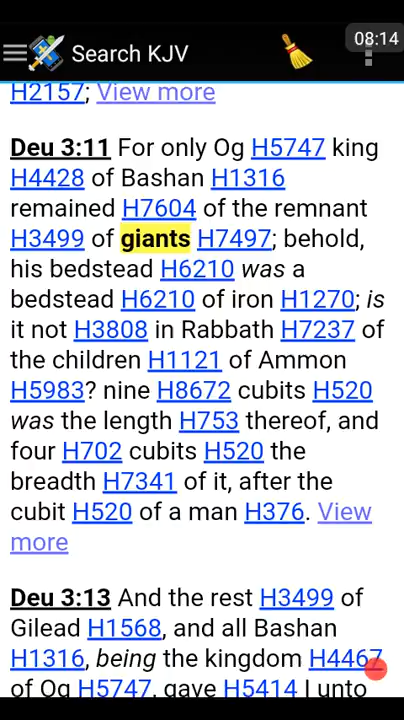 08:14
Search KJV
H2157; View more
Deu 3:11 For only Og H5747 king
H4428 of Bashan H1316
remained H7604 of the remnant
H3499 of giants H7497; behold,
his bedstead H6210 was a
bedstead H6210 of iron H1270; is
it not H3808 in Rabbath H7237 of
the children H1121 of Ammon
H5983? nine H8672 cubits H520
was the length H753 thereof, and
four H702 cubits H520 the
breadth H7341 of it, after the
cubit H520 of a man H376. View
more
Deu 3:13 And the rest H3499 of
Gilead H1568, and all Bashan
H1316, being the kingdom H4467
of Og H5747, gave H5414 I unto